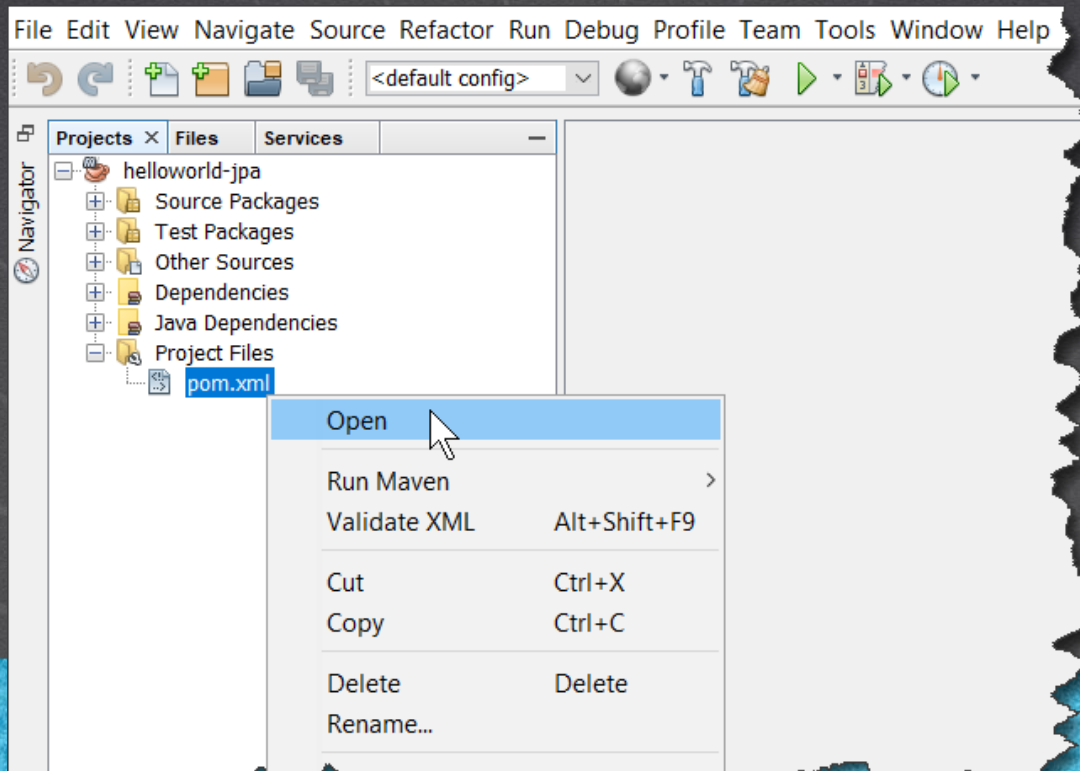 File Edit View Navigate Source Refactor Run Debug Profile Team Tools Window Help
<default config>
Projects Files Services
Navigator
helloworld-jpa
Source Packages
Test Packages
Other Sources
Dependencies
Java Dependencies
Project Files
pom.xml
Open
Run Maven
Validate XML Alt+Shift+F9
Cut Ctrl+X
Copy Ctrl+C
Delete Delete
Rename...